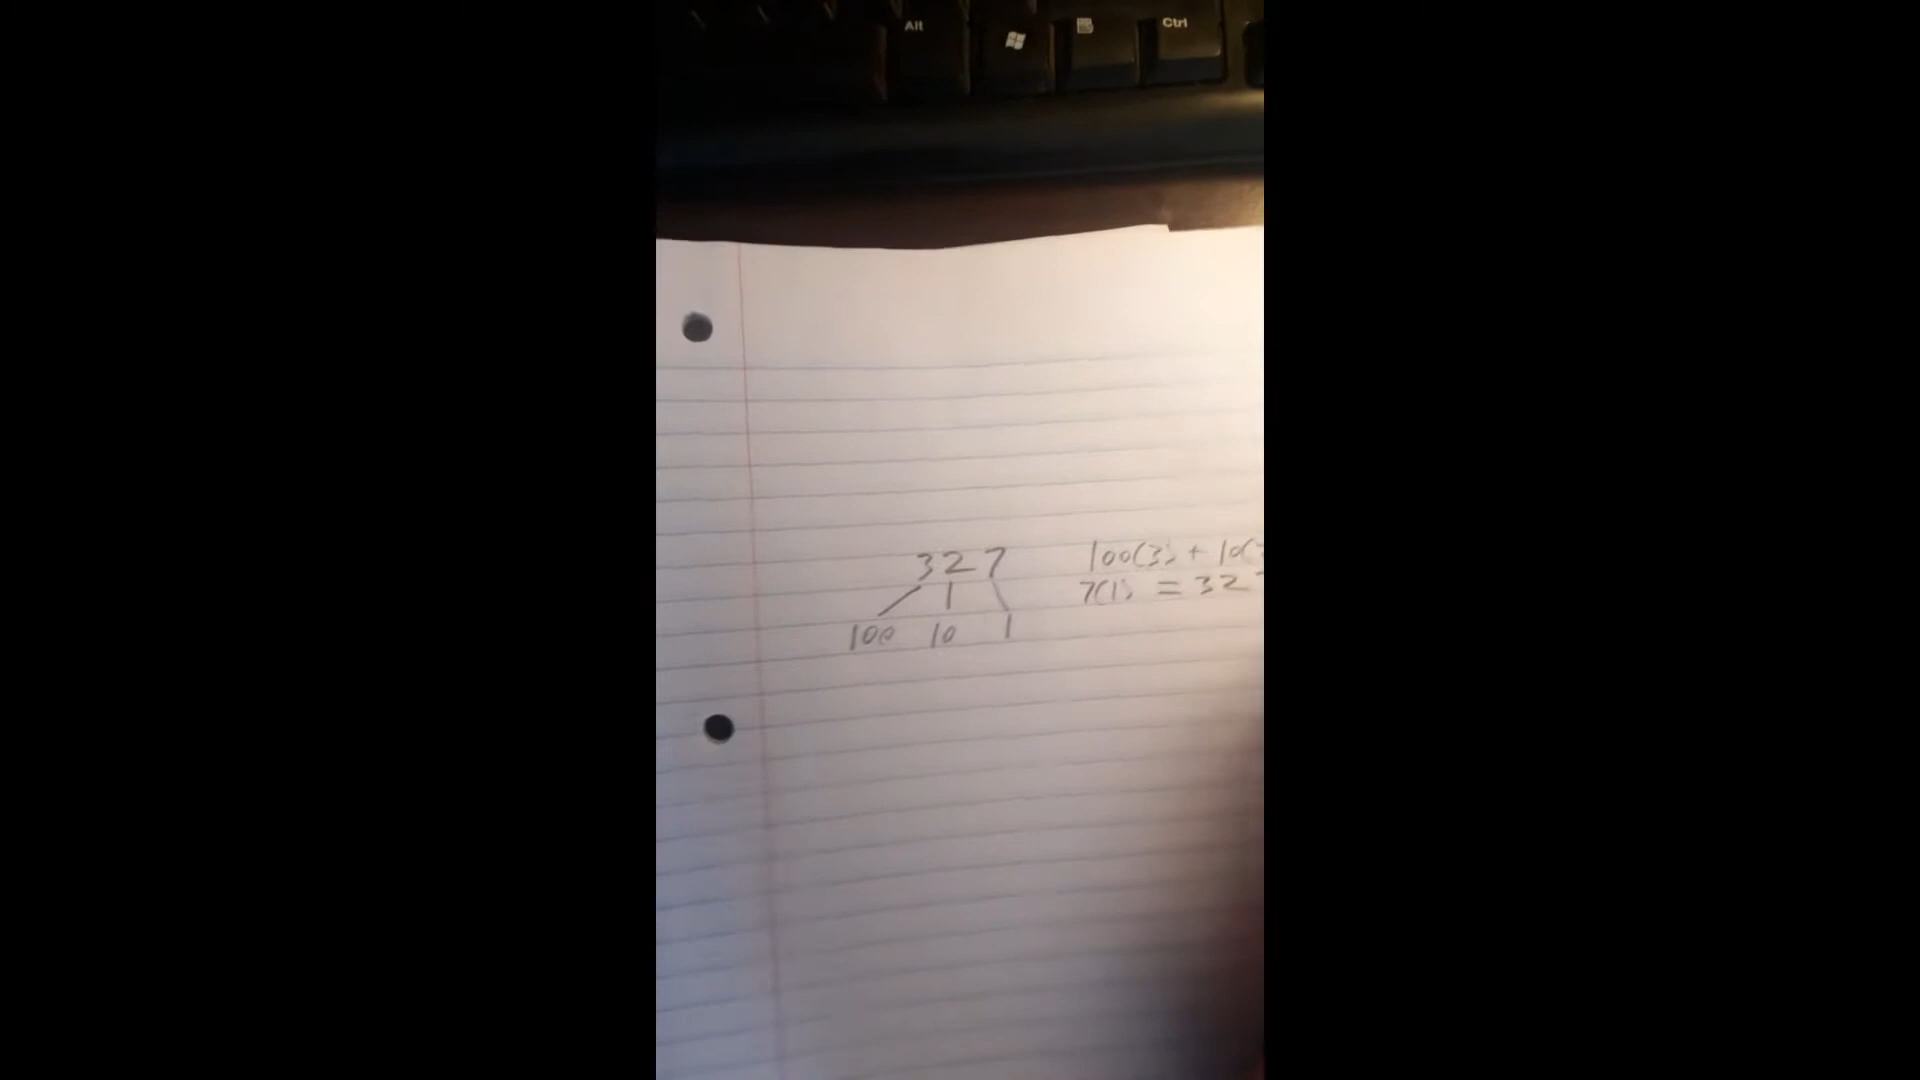 Alt Ctrl
327
100 10 1
100(3) + 10(
7(1) = 32